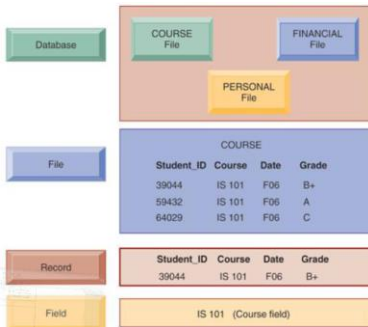 Database
COURSE
File
FINANCIAL
File
PERSONAL
File
File
COURSE
Student_ID Course Date Grade
39044 IS 101 F06 B+
59432 IS 101 F06 A
64029 IS 101 F06 C
Record
Student_ID Course Date Grade
39044 IS 101 F06 B+
Field
IS 101 (Course field)